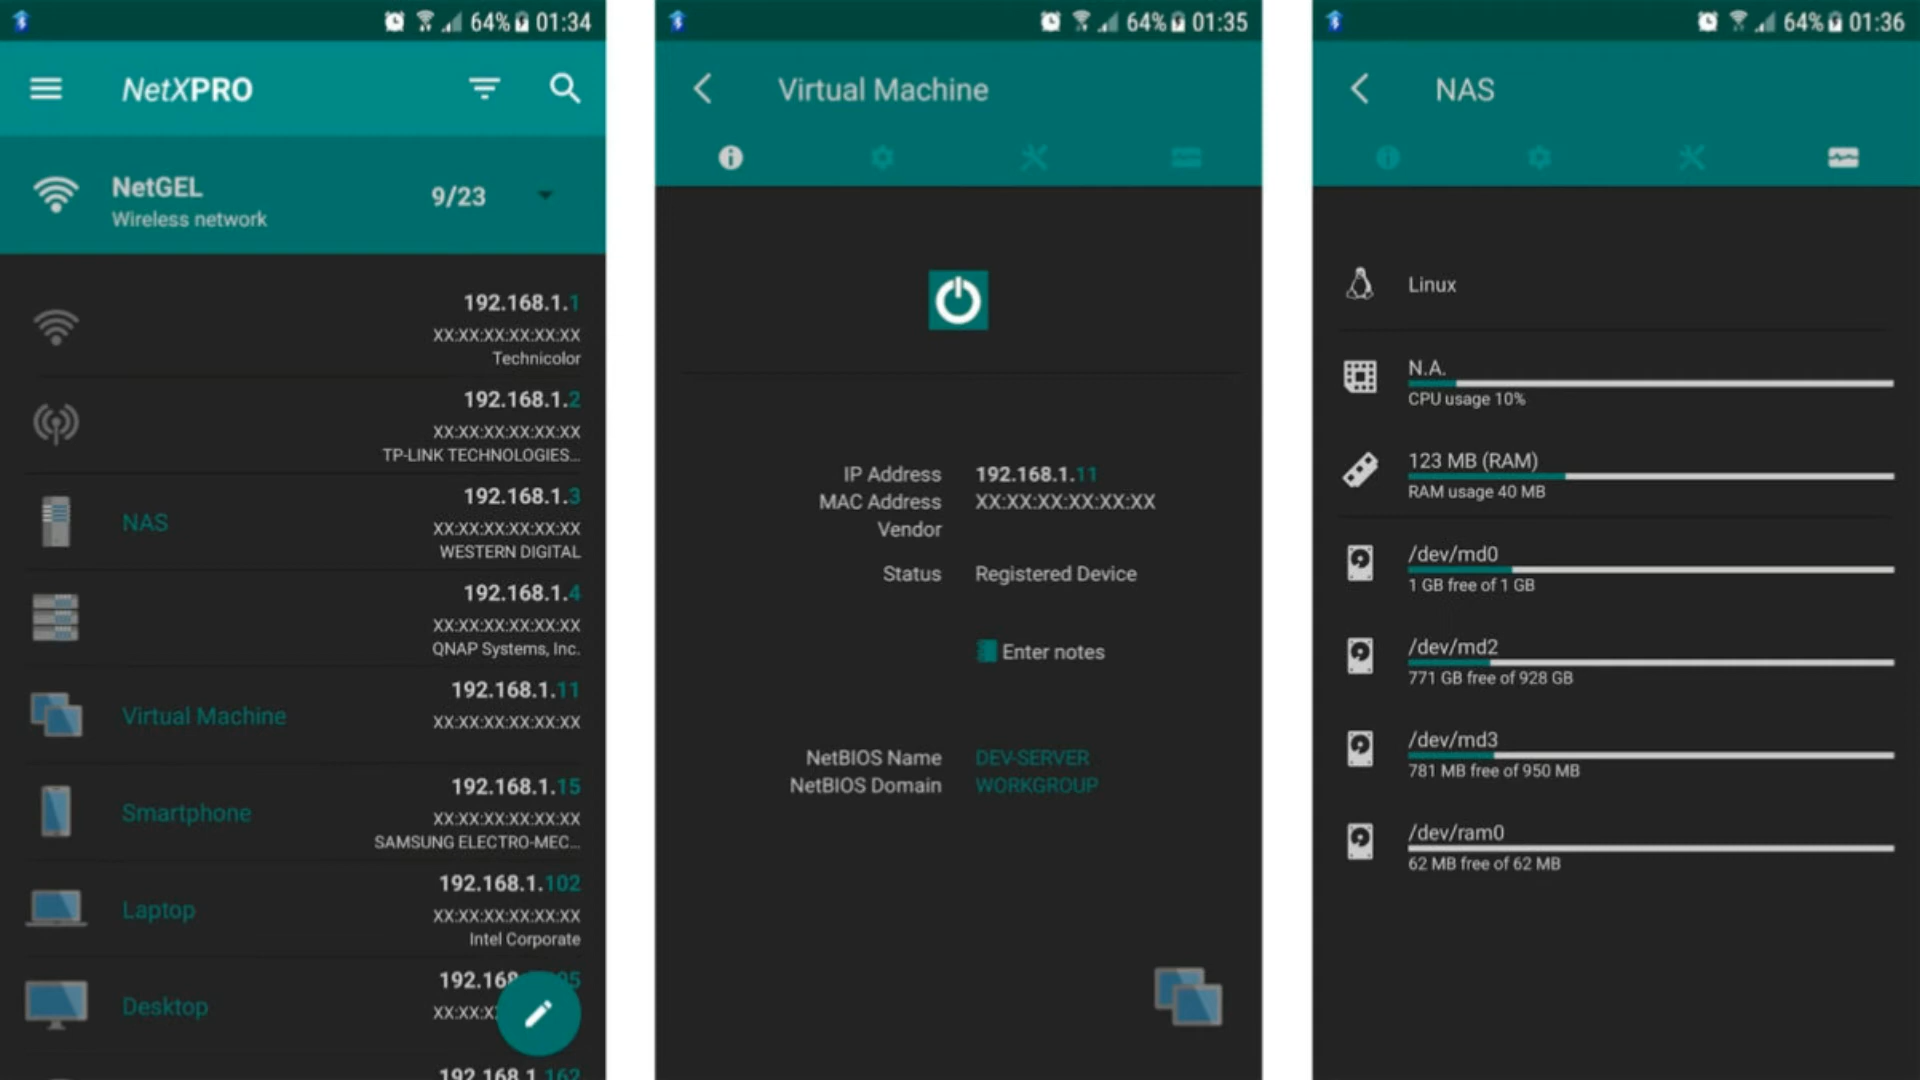 64% 01:34
NetXPRO
NetGEL
Wireless network
9/23
192.168.1.1
XX:XX:XX:XX:XX:XX
Technicolor
192.168.1.2
XX:XX:XX:XX:XX:XX
TP-LINK TECHNOLOGIES...
NAS
192.168.1.3
XX:XX:XX:XX:XX:XX
WESTERN DIGITAL
192.168.1.4
XX:XX:XX:XX:XX:XX
QNAP Systems, Inc.
Virtual Machine
192.168.1.11
XX:XX:XX:XX:XX:XX
Smartphone
192.168.1.15
XX:XX:XX:XX:XX:XX
SAMSUNG ELECTRO-MEC...
Laptop
192.168.1.102
XX:XX:XX:XX:XX:XX
Intel Corporate
Desktop
192.168.1.162
64% 01:35
Virtual Machine
IP Address 192.168.1.11
MAC Address XX:XX:XX:XX:XX:XX
Vendor
Status Registered Device
Enter notes
NetBIOS Name DEV-SERVER
NetBIOS Domain WORKGROUP
64% 01:36
NAS
Linux
N.A.
CPU usage 10%
123 MB (RAM)
RAM usage 40 MB
/dev/md0
1 GB free of 1 GB
/dev/md2
771 GB free of 928 GB
/dev/md3
781 MB free of 950 MB
/dev/ram0
62 MB free of 62 MB